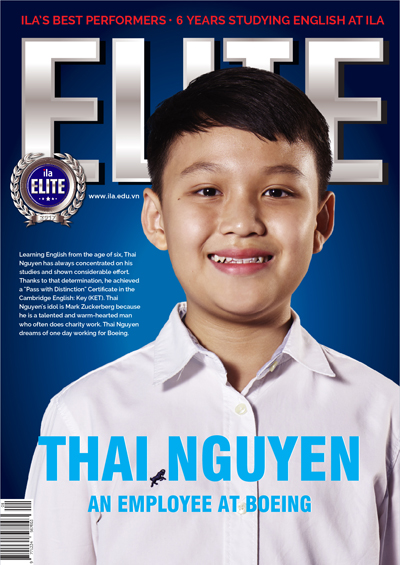 ILA'S BEST PERFORMERS • 6 YEARS STUDYING ENGLISH AT ILA
ELITE
ila
ELITE
www.ila.edu.vn
Learning English from the age of six, Thai
Nguyen has always concentrated on his
studies and shown considerable effort.
Thanks to that determination, he achieved
a "Pass with Distinction" Certificate in the
Cambridge English: Key (KET). Thai
Nguyen's idol is Mark Zuckerberg because
he is a talented and warm-hearted man
who often does charity work. Thai Nguyen
dreams of one day working for Boeing.
THAI NGUYEN
AN EMPLOYEE AT BOEING